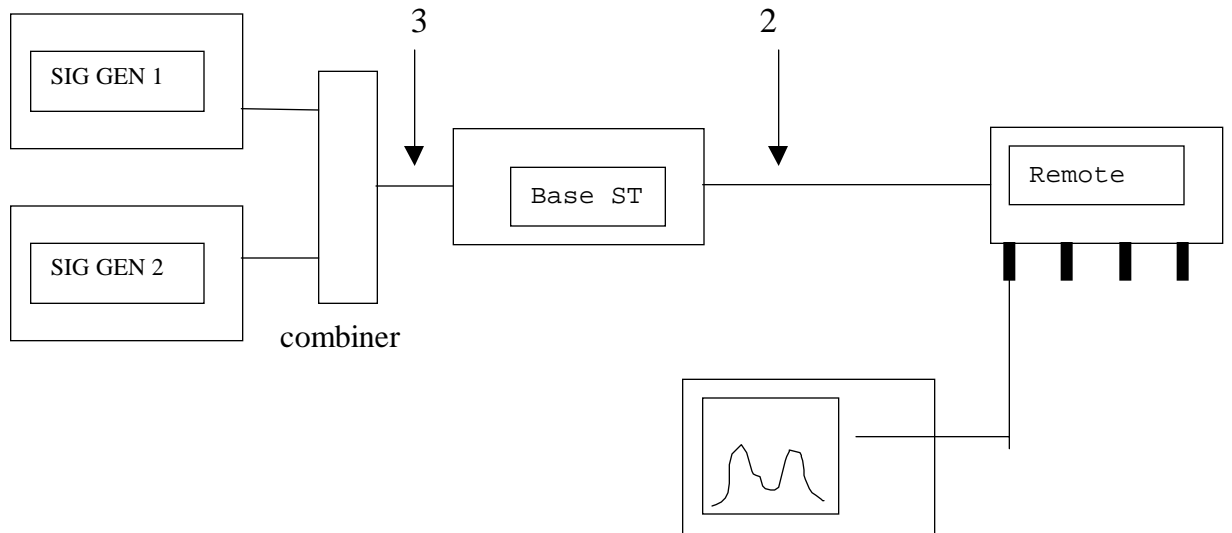 3
2
SIG GEN 1
Base ST
Remote
SIG GEN 2
combiner